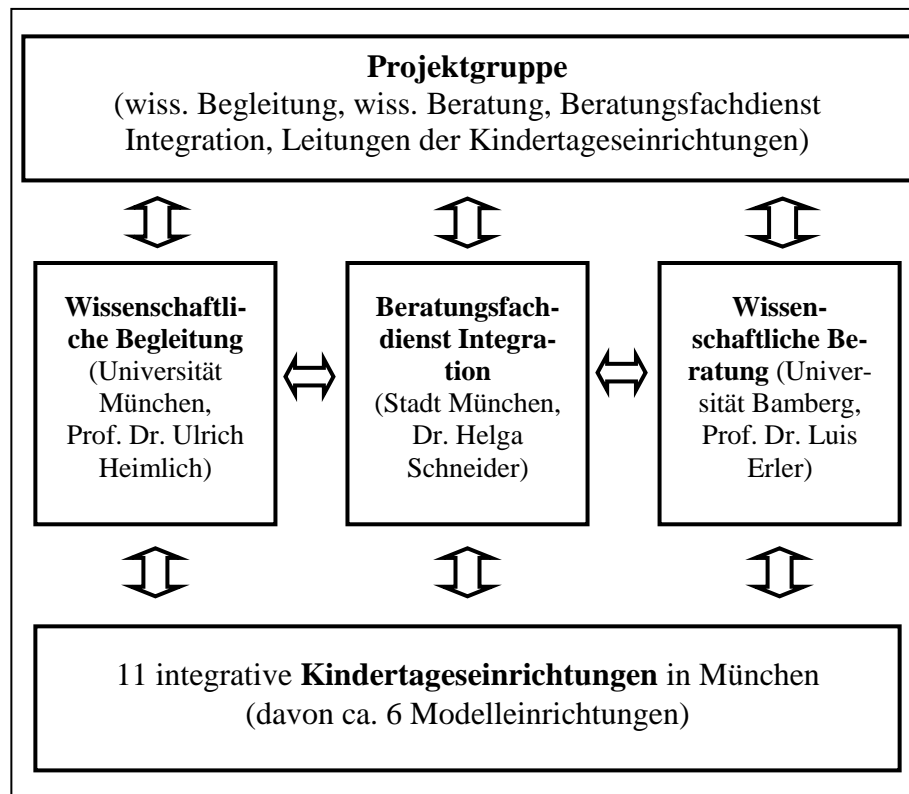 Projektgruppe
(wiss. Begleitung, wiss. Beratung, Beratungsfachdienst
Integration, Leitungen der Kindertageseinrichtungen)
Wissenschaftli-
che Begleitung
(Universität
München,
Prof. Dr. Ulrich
Heimlich)
Beratungsfach-
dienst Integra-
tion
(Stadt München,
Dr. Helga
Schneider)
Wissen-
schaftliche Be-
ratung (Univer-
sität Bamberg,
Prof. Dr. Luis
Erler)
11 integrative Kindertageseinrichtungen in München
(davon ca. 6 Modelleinrichtungen)